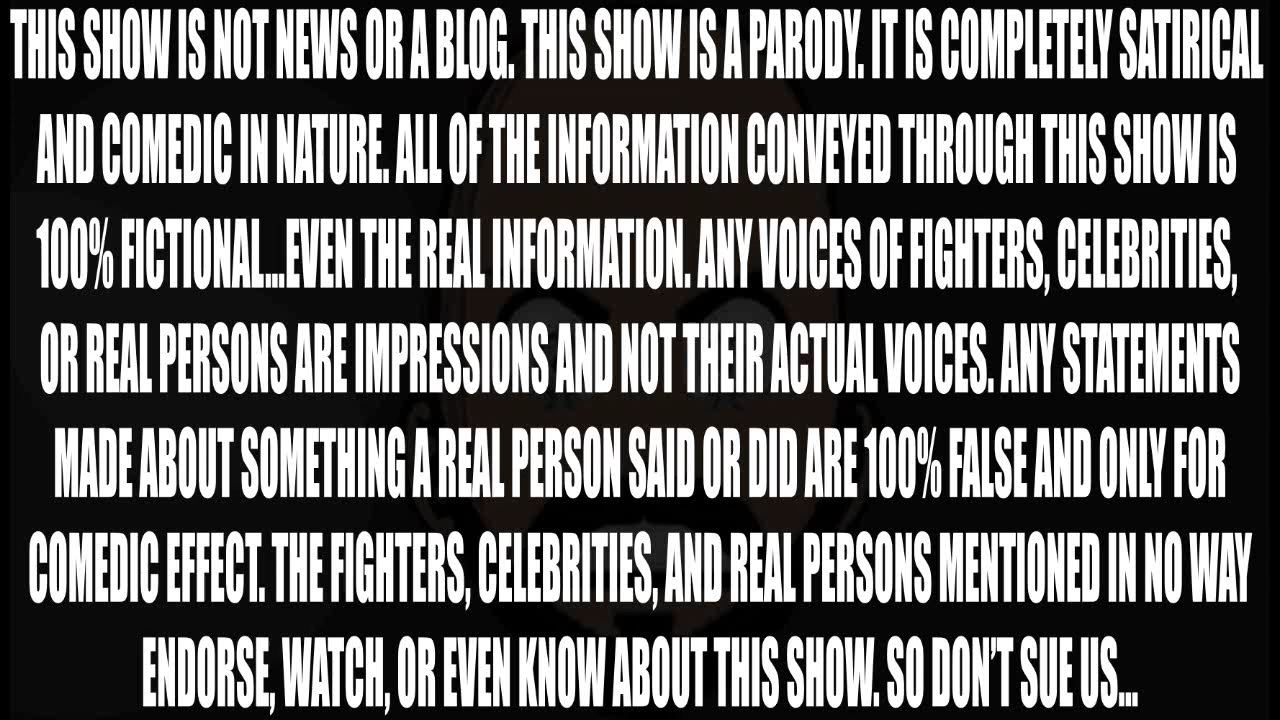 THIS SHOW IS NOT NEWS OR A BLOG. THIS SHOW IS A PARODY. IT IS COMPLETELY SATIRICAL
AND COMEDIC IN NATURE. ALL OF THE INFORMATION CONVEYED THROUGH THIS SHOW IS
100% FICTIONAL...EVEN THE REAL INFORMATION. ANY VOICES OF FIGHTERS, CELEBRITIES,
OR REAL PERSONS ARE IMPRESSIONS AND NOT THEIR ACTUAL VOICES. ANY STATEMENTS
MADE ABOUT SOMETHING A REAL PERSON SAID OR DID ARE 100% FALSE AND ONLY FOR
COMEDIC EFFECT. THE FIGHTERS, CELEBRITIES, AND REAL PERSONS MENTIONED IN NO WAY
ENDORSE, WATCH, OR EVEN KNOW ABOUT THIS SHOW. SO DON'T SUE US...